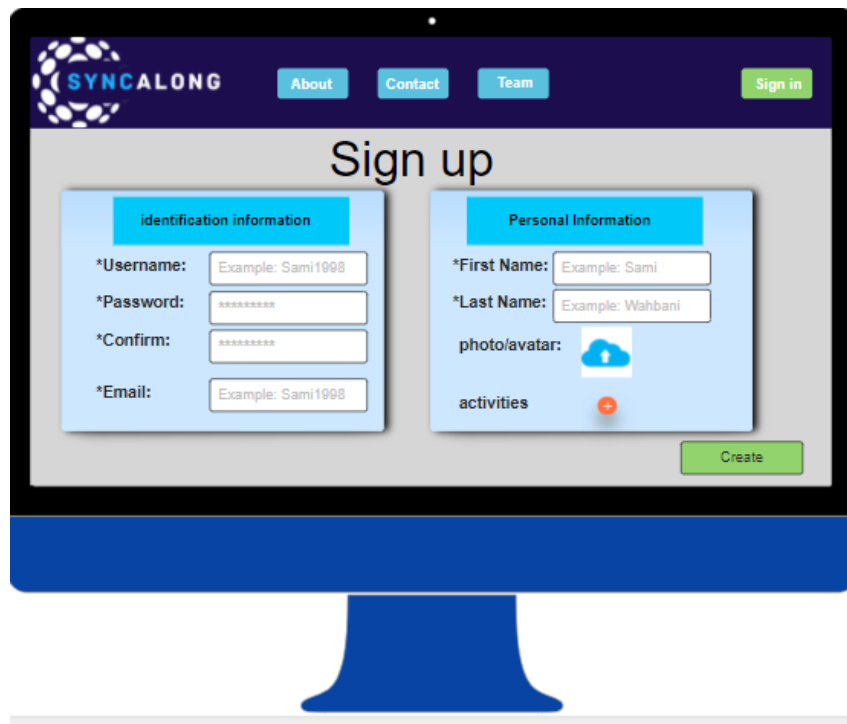 SYNCALONG
About Contact Team Sign in
Sign up
identification information
*Username: Example: Sami1998
*Password: *********
*Confirm: *********
*Email: Example: Sami1998
Personal Information
*First Name: Example: Sami
*Last Name: Example: Wahbani
photo/avatar:
activities
Create